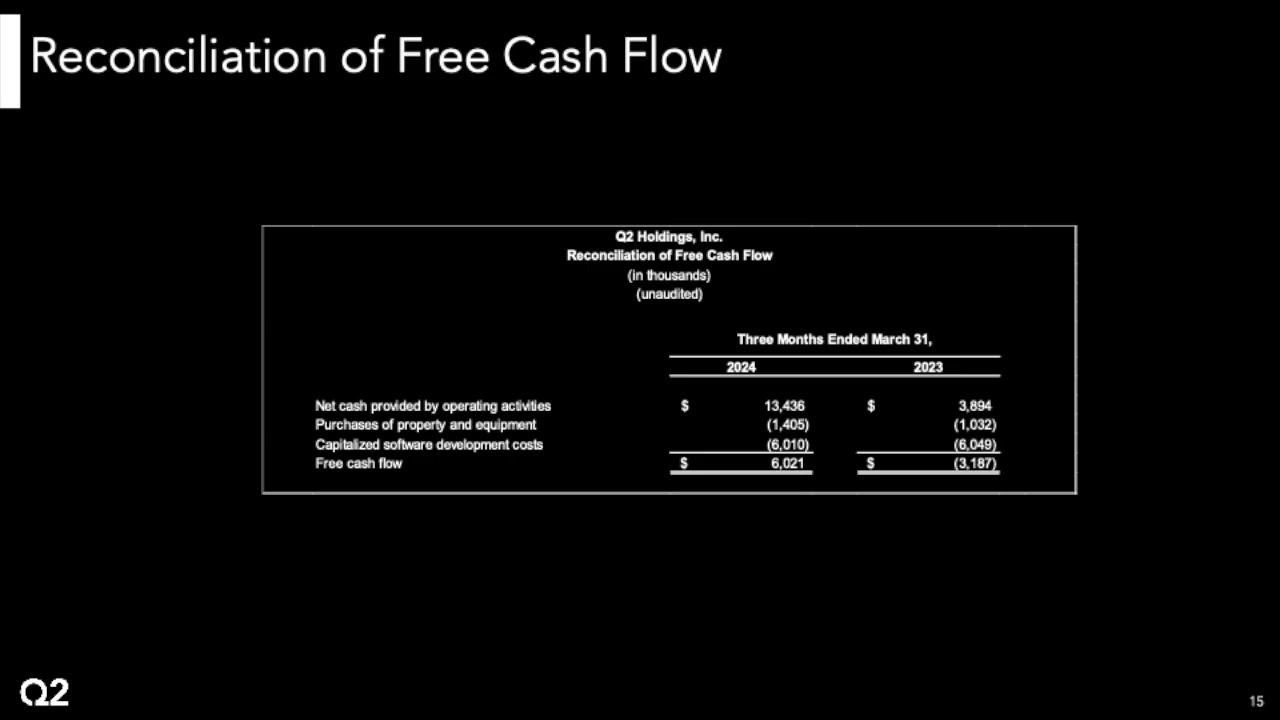 Reconciliation of Free Cash Flow
Q2 Holdings, Inc.
Reconciliation of Free Cash Flow
(in thousands)
(unaudited)
Three Months Ended March 31,
2024 2023
Net cash provided by operating activities $ 13,436 $ 3,894
Purchases of property and equipment (1,405) (1,032)
Capitalized software development costs (6,010) (6,049)
Free cash flow $ 6,021 $ (3,187)
Q2
15